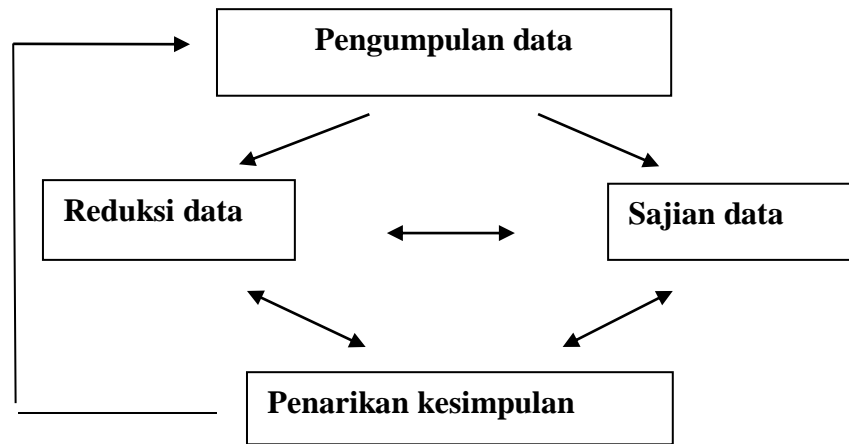 Pengumpulan data
Reduksi data
Sajian data
Penarikan kesimpulan